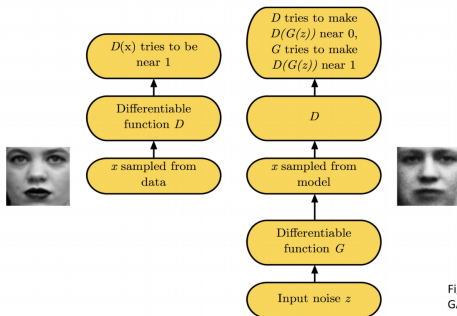 D(x) tries to be
near 1
Differentiable
function D
x sampled from
data
D tries to make
D(G(z)) near 0,
G tries to make
D(G(z)) near 1
D
x sampled from
model
Differentiable
function G
Input noise z